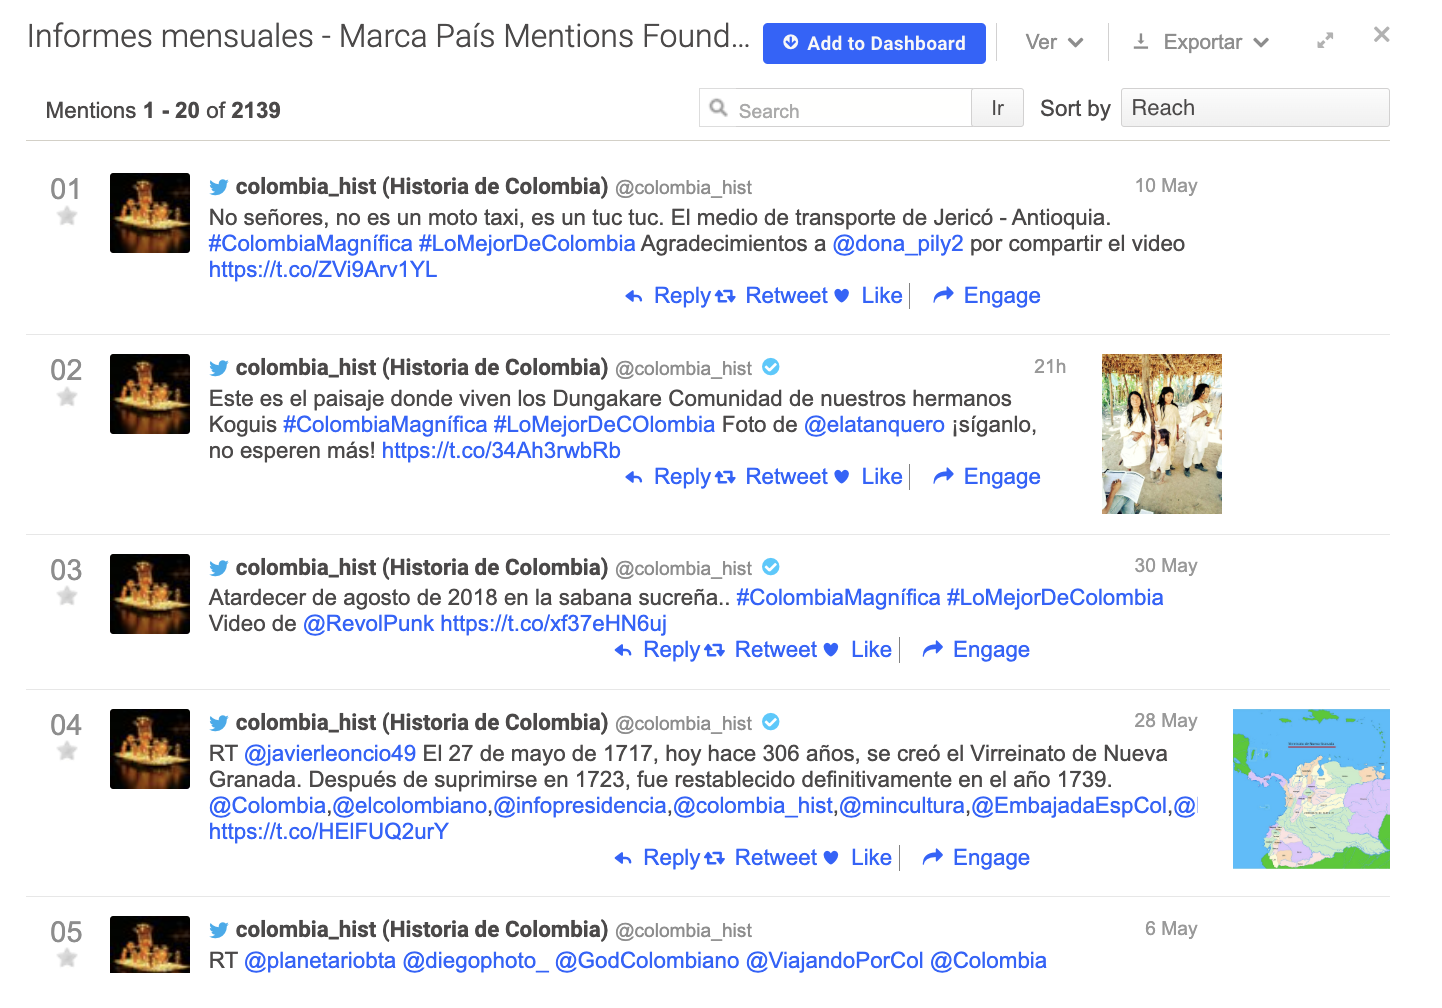 Informes mensuales - Marca País Mentions Found...
Add to Dashboard
Ver
Exportar
Mentions 1 - 20 of 2139
Search
Ir
Sort by
Reach
01
colombia_hist (Historia de Colombia) @colombia_hist
10 May
No señores, no es un moto taxi, es un tuc tuc. El medio de transporte de Jericó - Antioquia.
#ColombiaMagnífica #LoMejorDeColombia Agradecimientos a @dona_pily2 por compartir el video
https://t.co/ZVi9Arv1YL
Reply Retweet Like Engage
02
colombia_hist (Historia de Colombia) @colombia_hist
21h
Este es el paisaje donde viven los Dungakare Comunidad de nuestros hermanos
Koguis #ColombiaMagnífica #LoMejorDeCOlombia Foto de @elatanquero ¡síganlo,
no esperen más! https://t.co/34Ah3rwbRb
Reply Retweet Like Engage
03
colombia_hist (Historia de Colombia) @colombia_hist
30 May
Atardecer de agosto de 2018 en la sabana sucreña.. #ColombiaMagnífica #LoMejorDeColombia
Video de @RevolPunk https://t.co/xf37eHN6uj
Reply Retweet Like Engage
04
colombia_hist (Historia de Colombia) @colombia_hist
28 May
RT @javierleoncio49 El 27 de mayo de 1717, hoy hace 306 años, se creó el Virreinato de Nueva
Granada. Después de suprimirse en 1723, fue restablecido definitivamente en el año 1739.
@Colombia,@elcolombiano,@infopresidencia,@colombia_hist,@mincultura,@EmbajadaEspCol,@
https://t.co/HElFUQ2urY
Reply Retweet Like Engage
05
colombia_hist (Historia de Colombia) @colombia_hist
6 May
RT @planetariobta @diegophoto_ @GodColombiano @ViajandoPorCol @Colombia